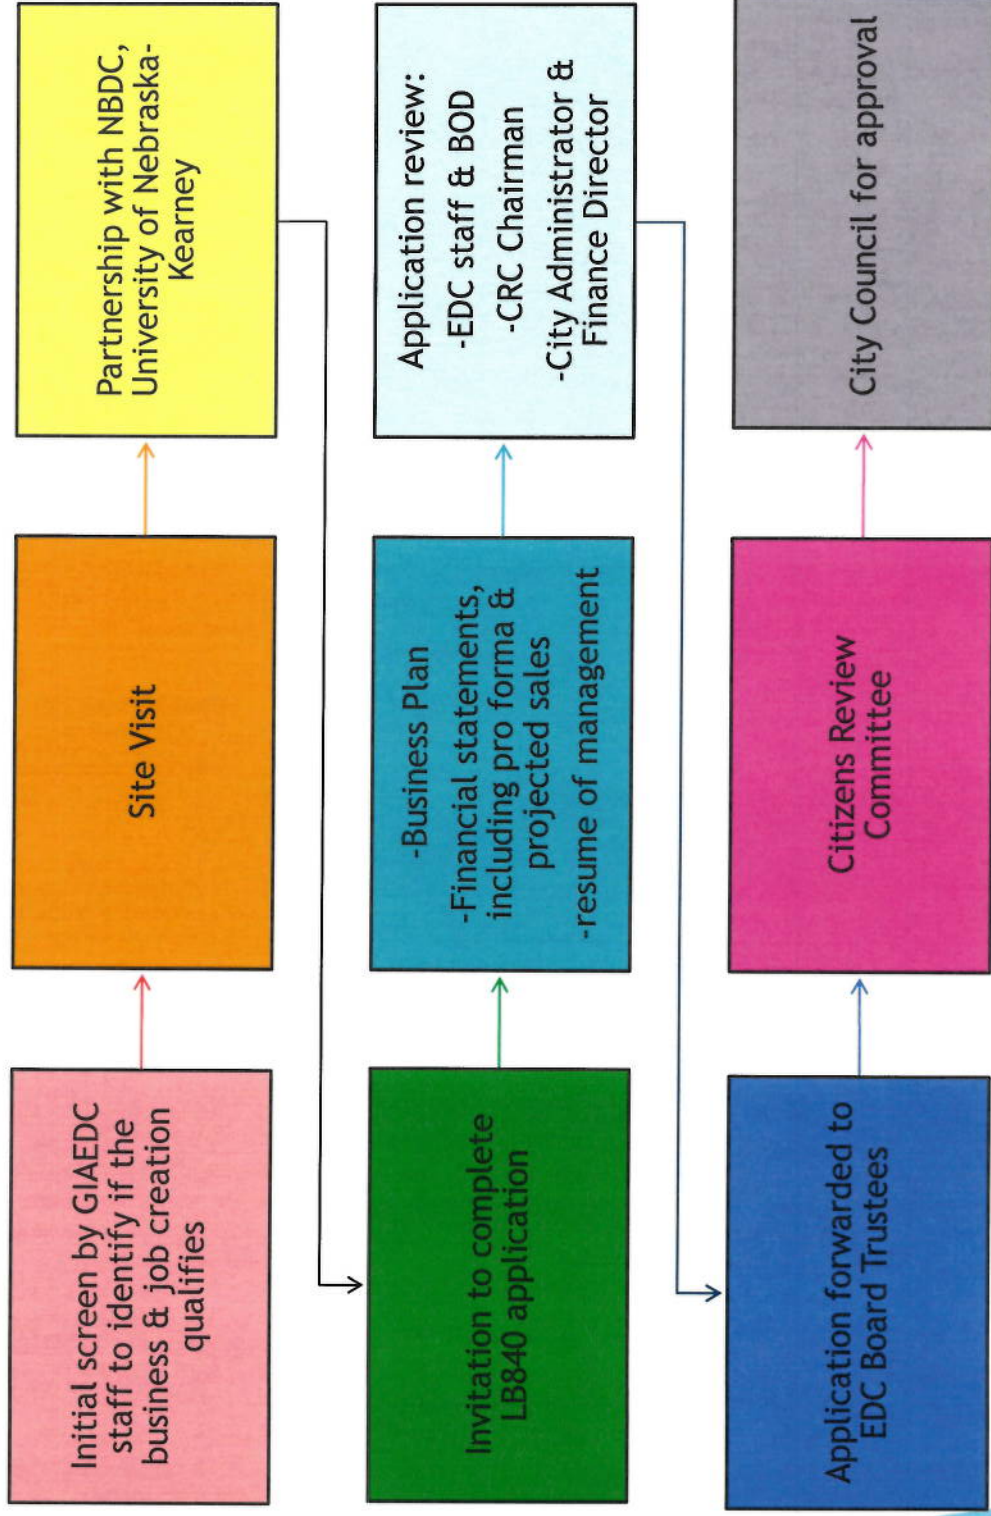 Initial screen by GIAEDC
staff to identify if the
business & job creation
qualifies
Site Visit
Partnership with NBDC,
University of Nebraska-
Kearney
Invitation to complete
LB840 application
-Business Plan
-Financial statements,
including pro forma &
projected sales
-resume of management
Application review:
-EDC staff & BOD
-CRC Chairman
-City Administrator &
Finance Director
Application forwarded to
EDC Board Trustees
Citizens Review
Committee
City Council for approval